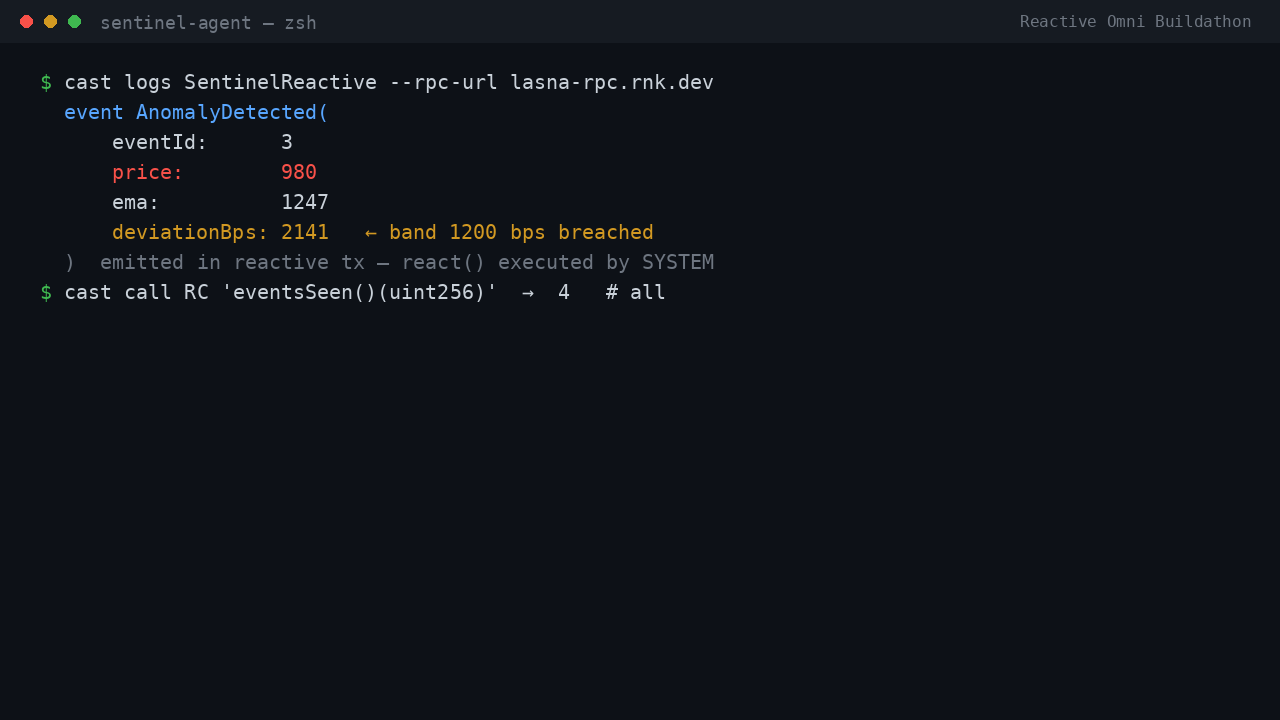 sentinel-agent — zsh
Reactive Omni Buildathon
$ cast logs SentinelReactive --rpc-url lasna-rpc.rnk.dev
event AnomalyDetected(
eventId: 3
price: 980
ema: 1247
deviationBps: 2141 ← band 1200 bps breached
) emitted in reactive tx — react() executed by SYSTEM
$ cast call RC 'eventsSeen()(uint256)' → 4 # all